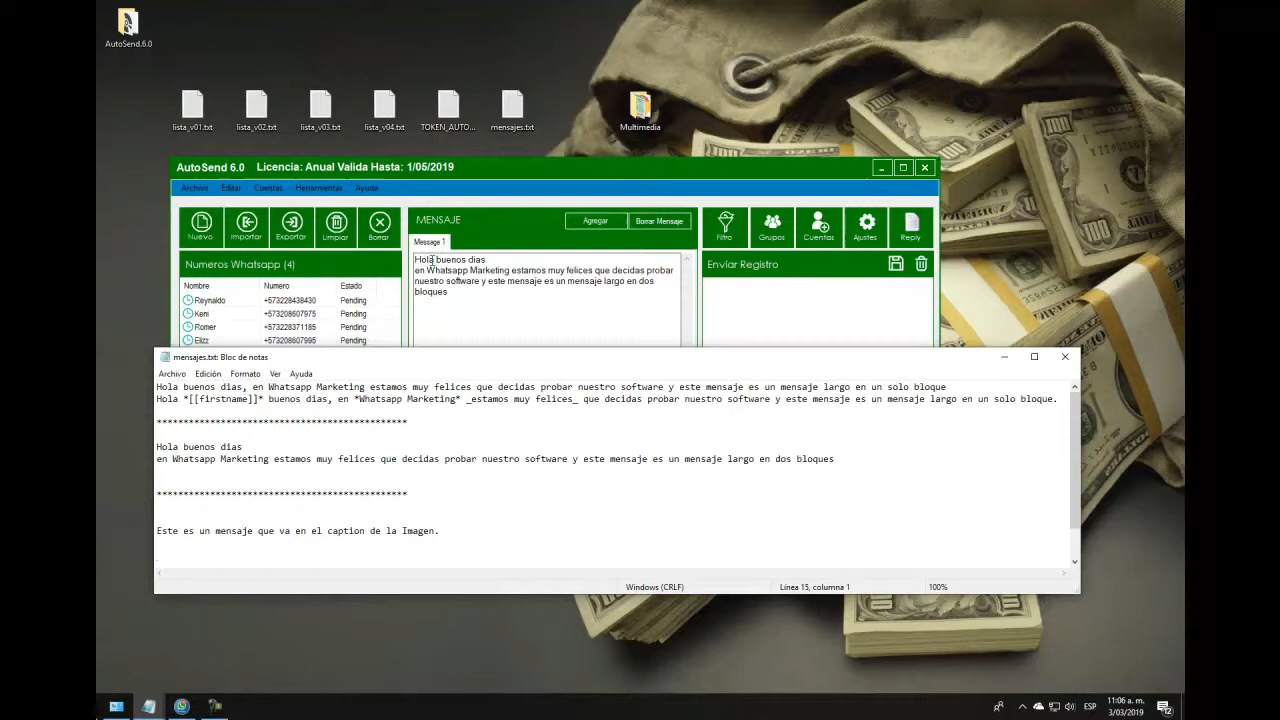 AutoSend.6.0
lista_v01.txt
lista_v02.txt
lista_v03.txt
lista_v04.txt
TOKEN_AUTO...
mensajes.txt
Multimedia
AutoSend 6.0 Licencia: Anual Valida Hasta: 1/05/2019
Archivo Editar Cuentas Herramientas Ayuda
Nuevo Importar Exportar Limpiar Borrar
MENSAJE Agregar Borrar Mensaje
Filtro Grupos Cuentas Ajustes Reply
Message 1
Numeros Whatsapp (4)
Nombre Numero Estado
Reynaldo +573228438430 Pending
Keni +573208607975 Pending
Romer +573228371185 Pending
Elizz +573208607995 Pending
Hola buenos dias
en Whatsapp Marketing estamos muy felices que decidas probar
nuestro software y este mensaje es un mensaje largo en dos
bloques
Enviar Registro
mensajes.txt: Bloc de notas
Archivo Edición Formato Ver Ayuda
Hola buenos dias, en Whatsapp Marketing estamos muy felices que decidas probar nuestro software y este mensaje es un mensaje largo en un solo bloque
Hola *[[firstname]]* buenos dias, en *Whatsapp Marketing* _estamos muy felices_ que decidas probar nuestro software y este mensaje es un mensaje largo en un solo bloque.
***********************************************
Hola buenos dias
en Whatsapp Marketing estamos muy felices que decidas probar nuestro software y este mensaje es un mensaje largo en dos bloques
***********************************************
Este es un mensaje que va en el caption de la Imagen.
Windows (CRLF) Línea 15, columna 1 100%
ESP
11:06 a. m.
3/03/2019
12